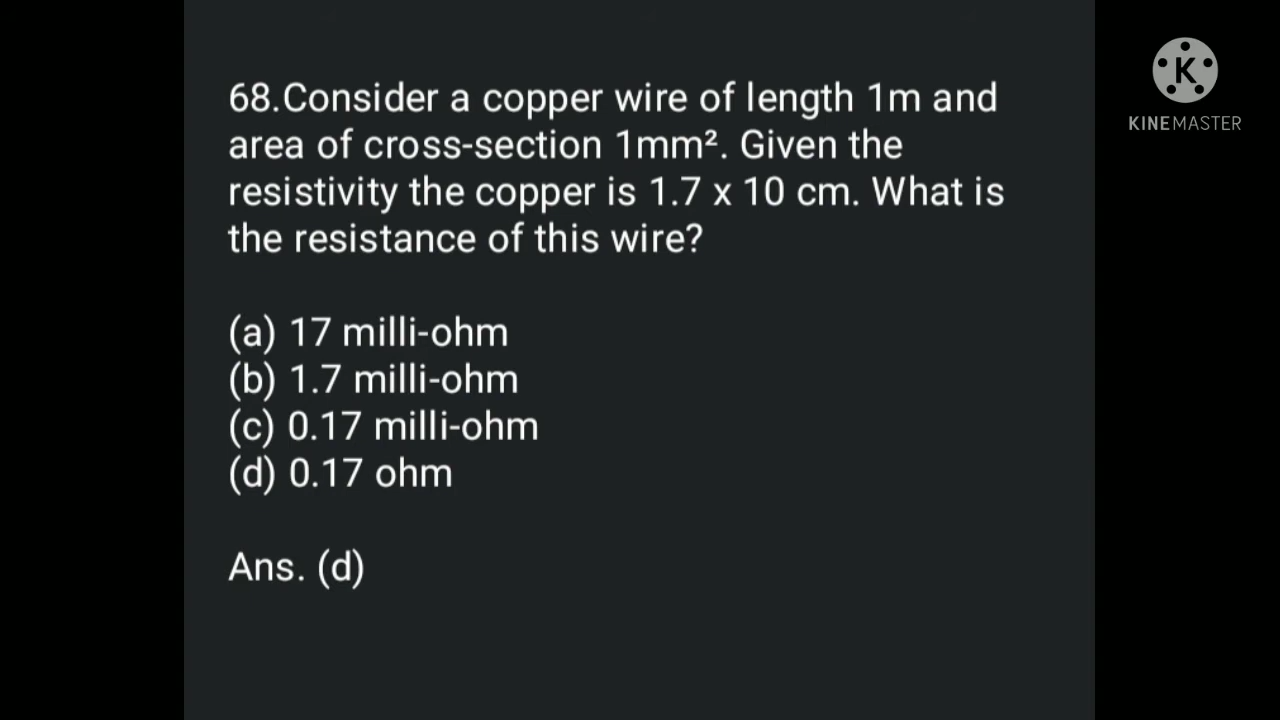 68.Consider a copper wire of length 1m and
area of cross-section 1mm². Given the
resistivity the copper is 1.7 x 10 cm. What is
the resistance of this wire?
(a) 17 milli-ohm
(b) 1.7 milli-ohm
(c) 0.17 milli-ohm
(d) 0.17 ohm
Ans. (d)
K
KINEMASTER